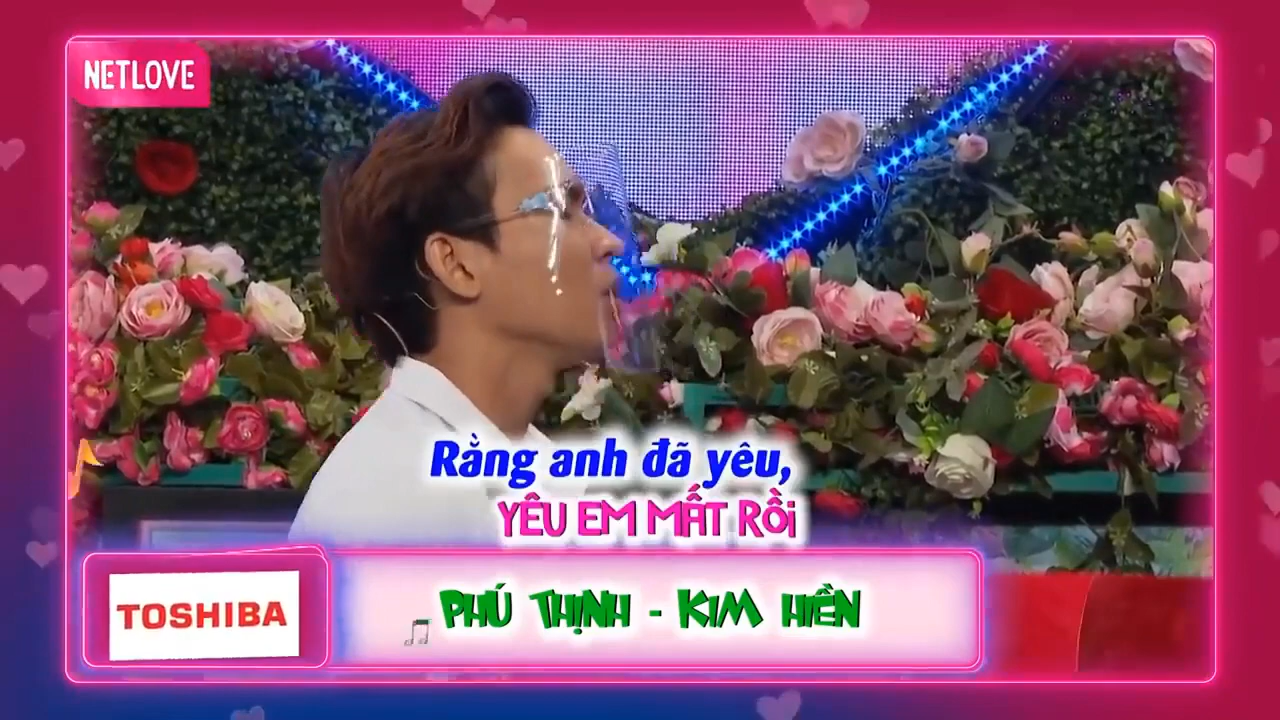 NETLOVE
Rằng anh đã yêu,
YÊU EM MẤT RỒi
TOSHIBA
PHÚ THỊNH - KIM HIỀN